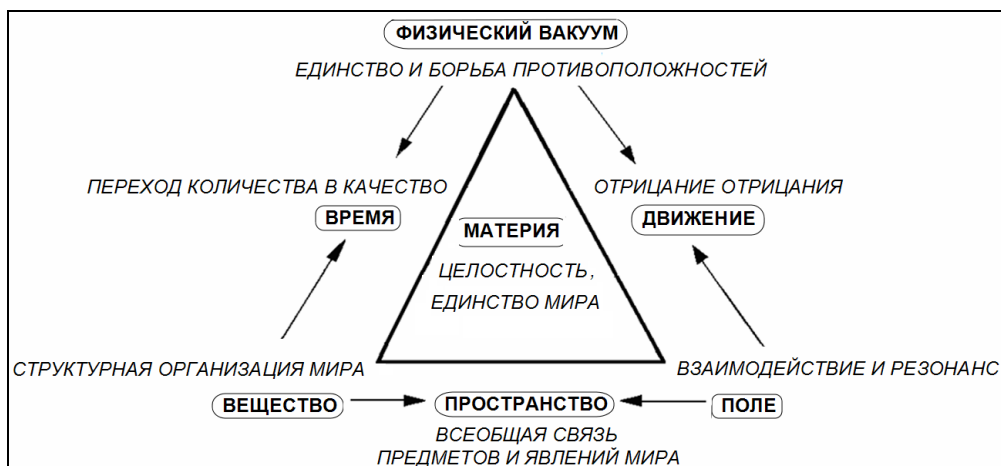 ФИЗИЧЕСКИЙ ВАКУУМ
ЕДИНСТВО И БОРЬБА ПРОТИВОПОЛОЖНОСТЕЙ
ПЕРЕХОД КОЛИЧЕСТВА В КАЧЕСТВО
ВРЕМЯ
ОТРИЦАНИЕ ОТРИЦАНИЯ
ДВИЖЕНИЕ
МАТЕРИЯ
ЦЕЛОСТНОСТЬ,
ЕДИНСТВО МИРА
СТРУКТУРНАЯ ОРГАНИЗАЦИЯ МИРА
ВЕЩЕСТВО
ВЗАИМОДЕЙСТВИЕ И РЕЗОНАНС
ПОЛЕ
ПРОСТРАНСТВО
ВСЕОБЩАЯ СВЯЗЬ
ПРЕДМЕТОВ И ЯВЛЕНИЙ МИРА